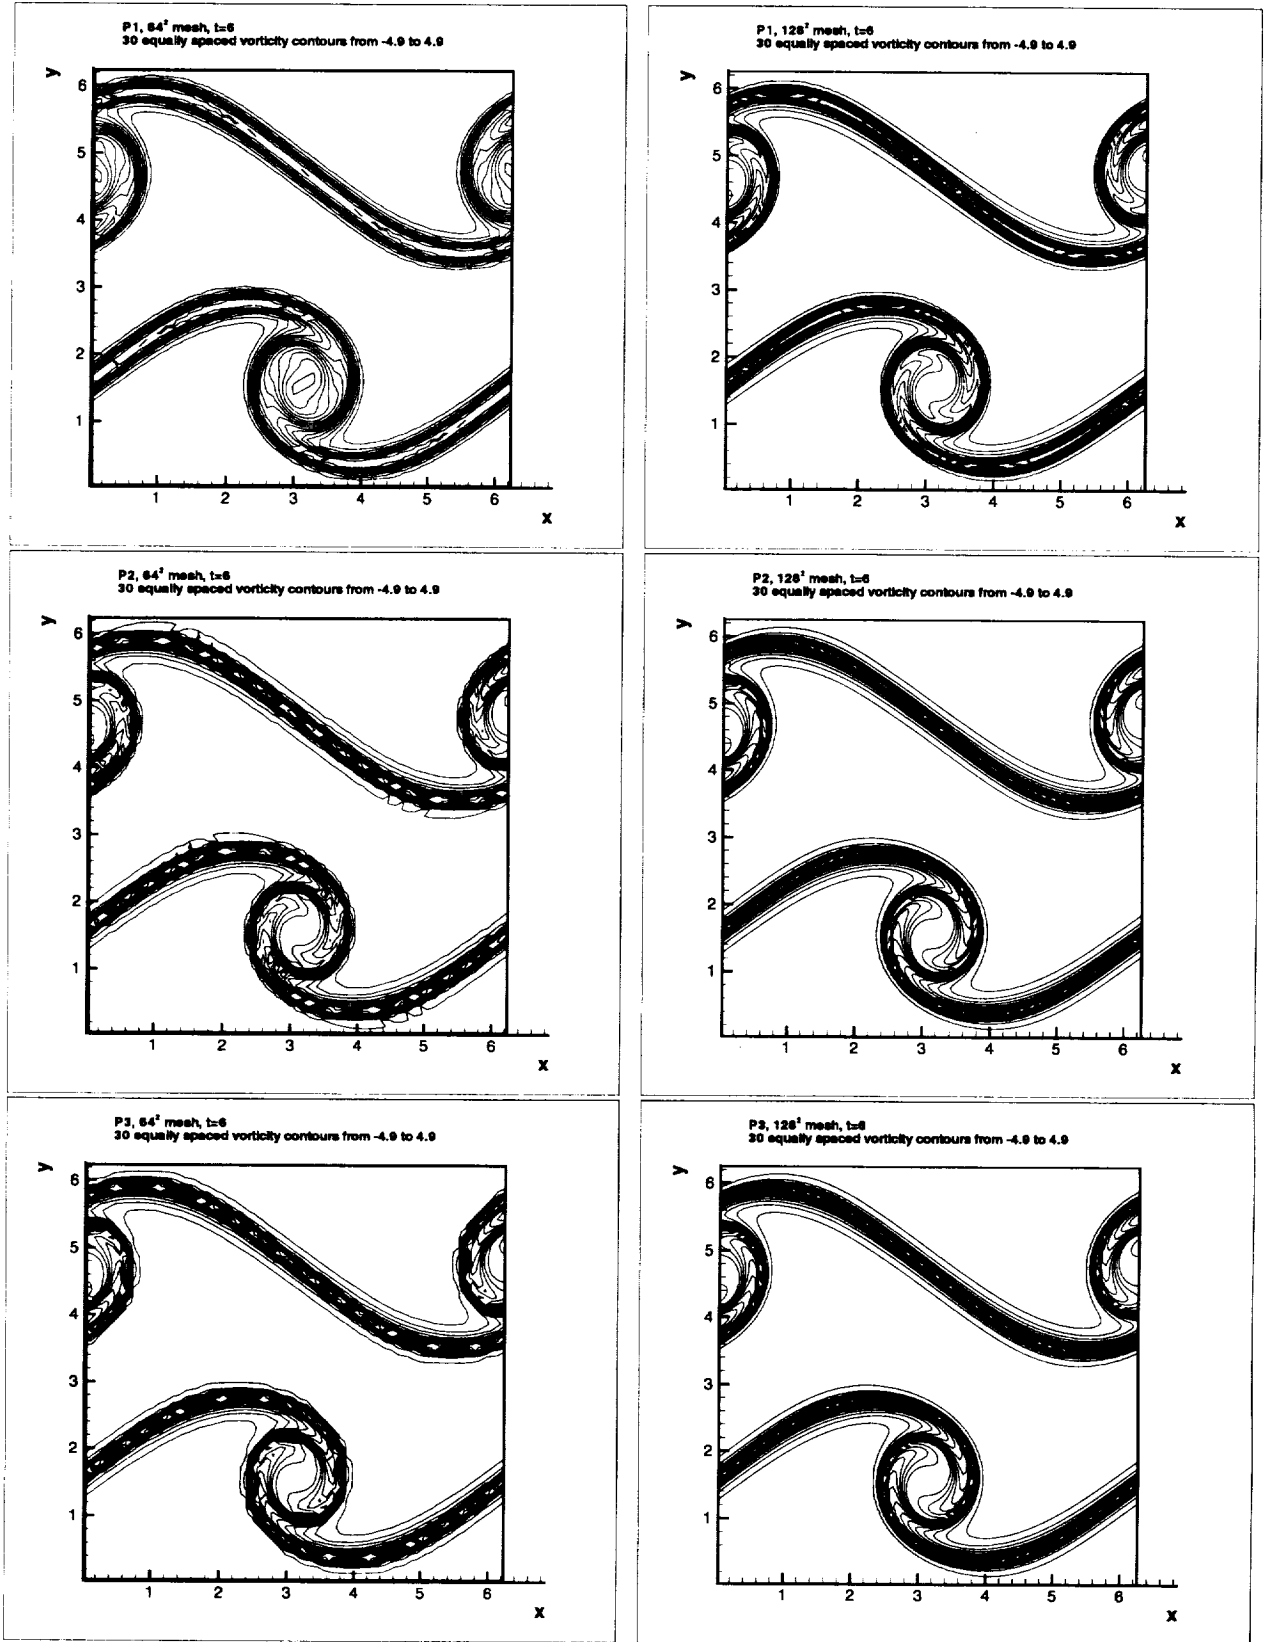 P1, 64² mesh, t=6
30 equally spaced vorticity contours from -4.9 to 4.9
y
6
5
4
3
2
1
1 2 3 4 5 6
x
P1, 128² mesh, t=6
30 equally spaced vorticity contours from -4.9 to 4.9
y
6
5
4
3
2
1
1 2 3 4 5 6
x
P2, 64² mesh, t=6
30 equally spaced vorticity contours from -4.9 to 4.9
y
6
5
4
3
2
1
1 2 3 4 5 6
x
P2, 128² mesh, t=6
30 equally spaced vorticity contours from -4.9 to 4.9
y
6
5
4
3
2
1
1 2 3 4 5 6
x
P3, 64² mesh, t=6
30 equally spaced vorticity contours from -4.9 to 4.9
y
6
5
4
3
2
1
1 2 3 4 5 6
x
P3, 128² mesh, t=6
30 equally spaced vorticity contours from -4.9 to 4.9
y
6
5
4
3
2
1
1 2 3 4 5 6
x